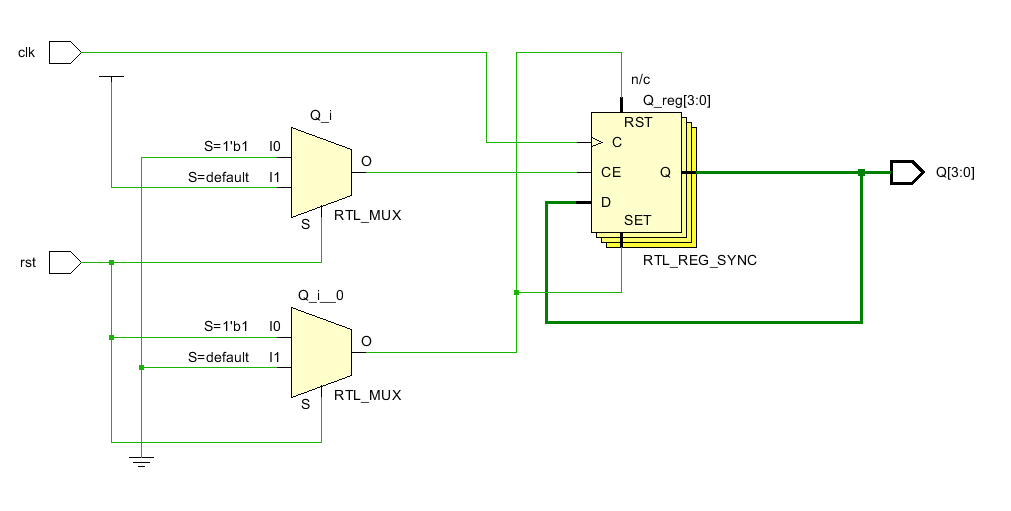 clk
n/c
Q_reg[3:0]
Q_i
RST
S=1'b1 I0
C
O
S=default I1
CE
Q
Q[3:0]
D
RTL_MUX
S
SET
rst
RTL_REG_SYNC
Q_i__0
S=1'b1 I0
O
S=default I1
RTL_MUX
S